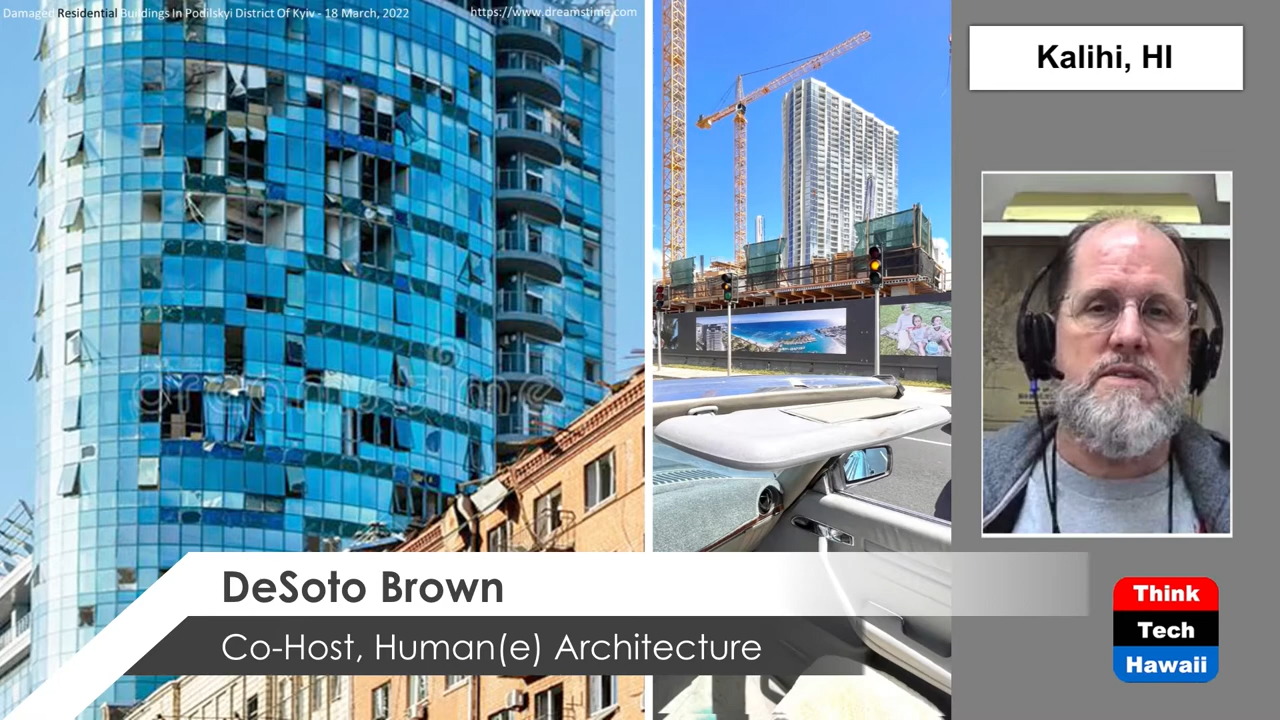 Damaged Residential Buildings In Podilskyi District Of Kyiv - 18 March, 2022
https://www.dreamstime.com
Kalihi, HI
dreamstime
DeSoto Brown
Co-Host, Human(e) Architecture
Think
Tech
Hawaii